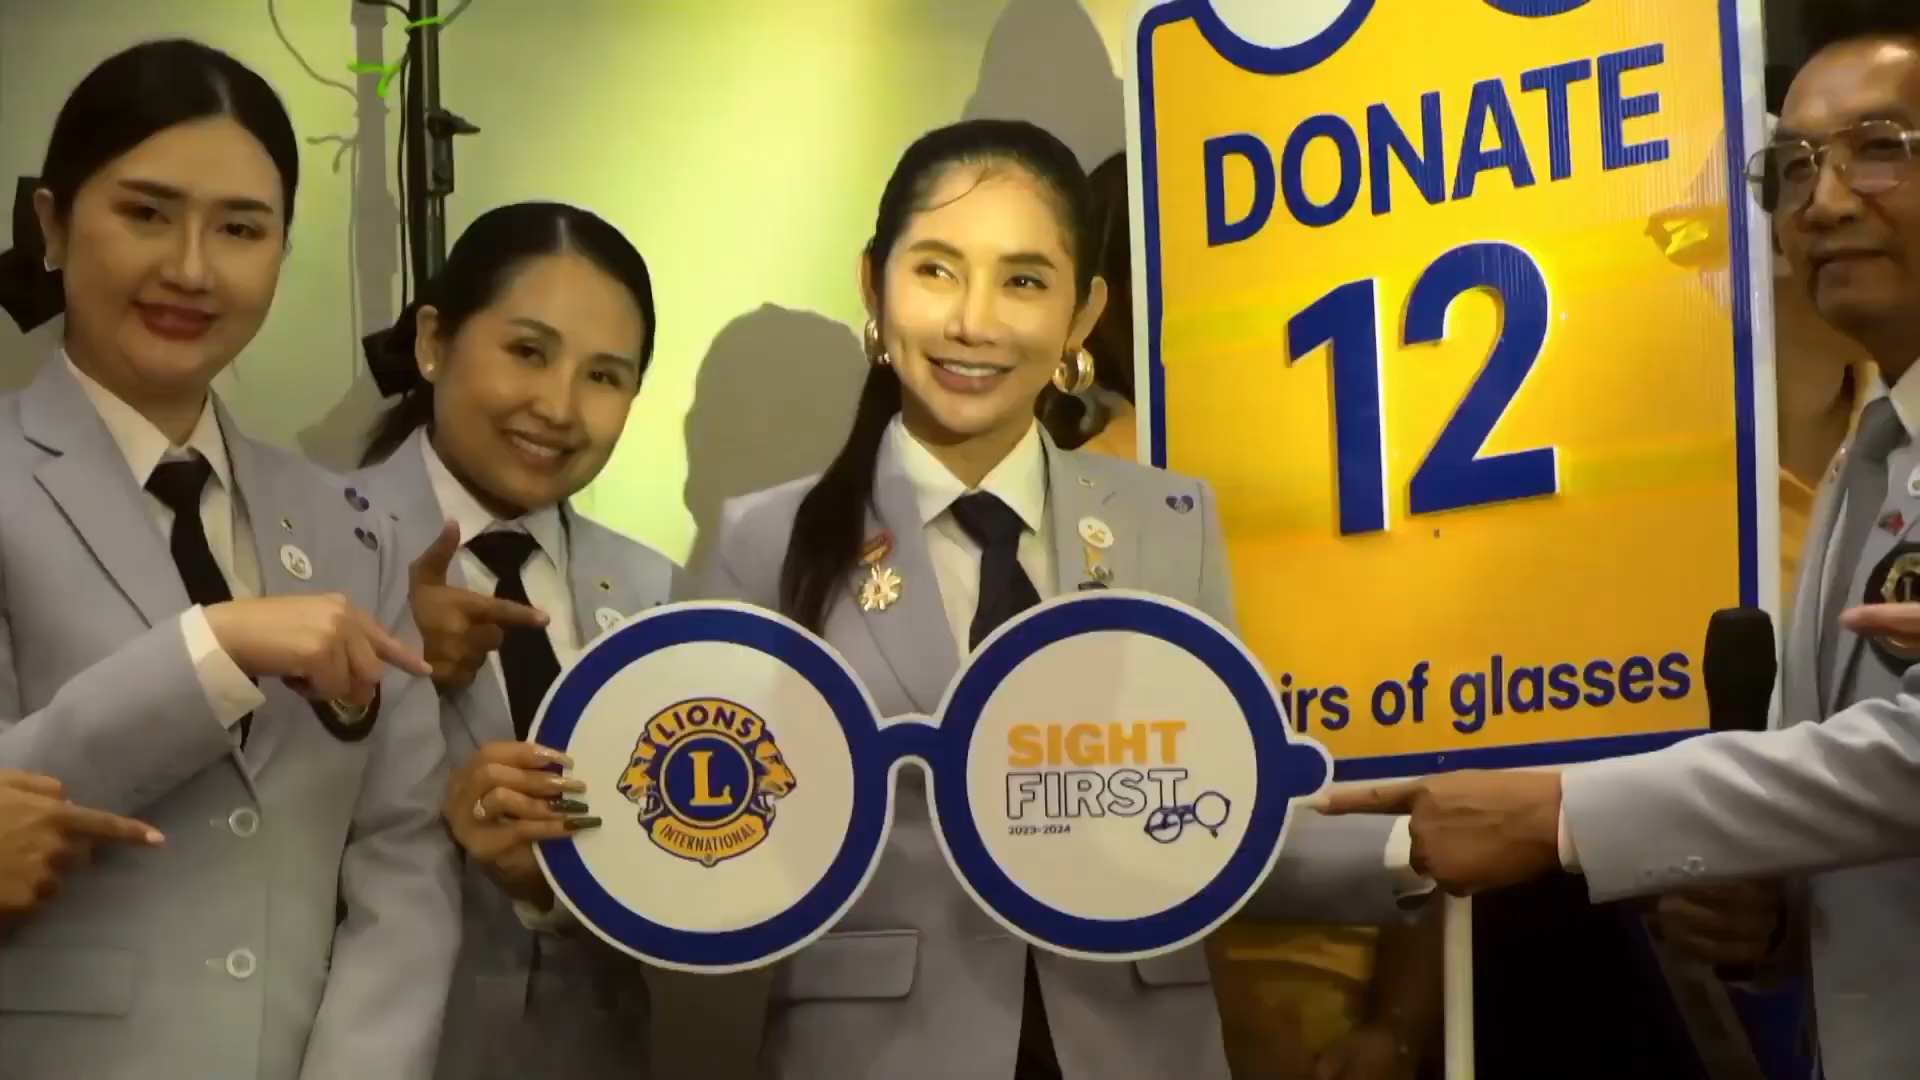 DONATE
12
irs of glasses
LIONS
L
INTERNATIONAL
SIGHT
FIRST
2023-2024